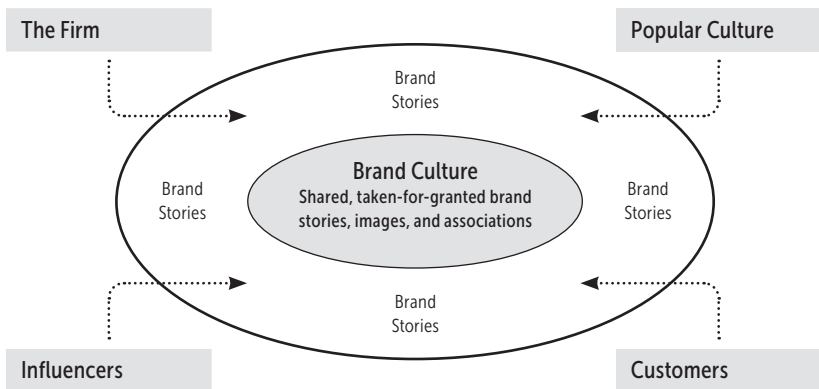 The Firm
Popular Culture
Brand
Stories
Brand Culture
Shared, taken-for-granted brand
stories, images, and associations
Brand
Stories
Brand
Stories
Brand
Stories
Influencers
Customers